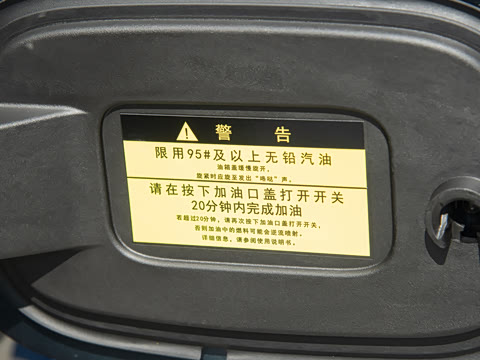 警 告
限用95#及以上无铅汽油
油箱盖缓慢旋开,
旋紧时应旋至发出“咯哒”声。
请在按下加油口盖打开开关
20分钟内完成加油
若超过20分钟，请再次按下加油口打开开关，
否则加油中的燃料可能会逆流喷射。
详细信息，请参阅使用说明书。